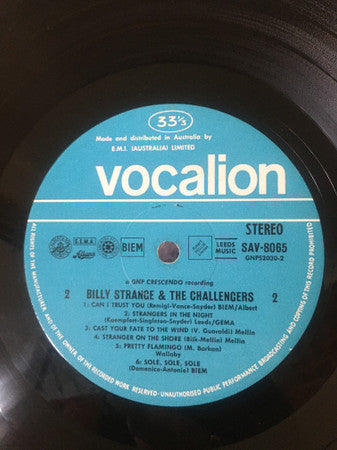 33⅓
Made and distributed in Australia by
E.M.I. (AUSTRALIA) LIMITED
vocalion
G.E.M.A.
BIEM
LEEDS
MUSIC
STEREO
SAV-8065
GNPS2030-2
a GNP CRESCENDO recording
2 BILLY STRANGE & THE CHALLENGERS 2
1. CAN I TRUST YOU (Remigi-Vance-Snyder) BIEM/Albert
2. STRANGERS IN THE NIGHT
(Kaempfert-Singleton-Snyder) Leeds/GEMA
3. CAST YOUR FATE TO THE WIND (V. Guaraldi) Mellin
4. STRANGER ON THE SHORE (Bilk-Mellin) Mellin
5. PRETTY FLAMINGO (M. Barkan)
Wallaby
6. SOLE, SOLE, SOLE
(Domenico-Antonio) BIEM
ALL RIGHTS OF THE MANUFACTURER AND OF THE OWNER OF THE RECORDED WORK RESERVED - UNAUTHORISED PUBLIC PERFORMANCE BROADCASTING AND COPYING OF THIS RECORD PROHIBITED